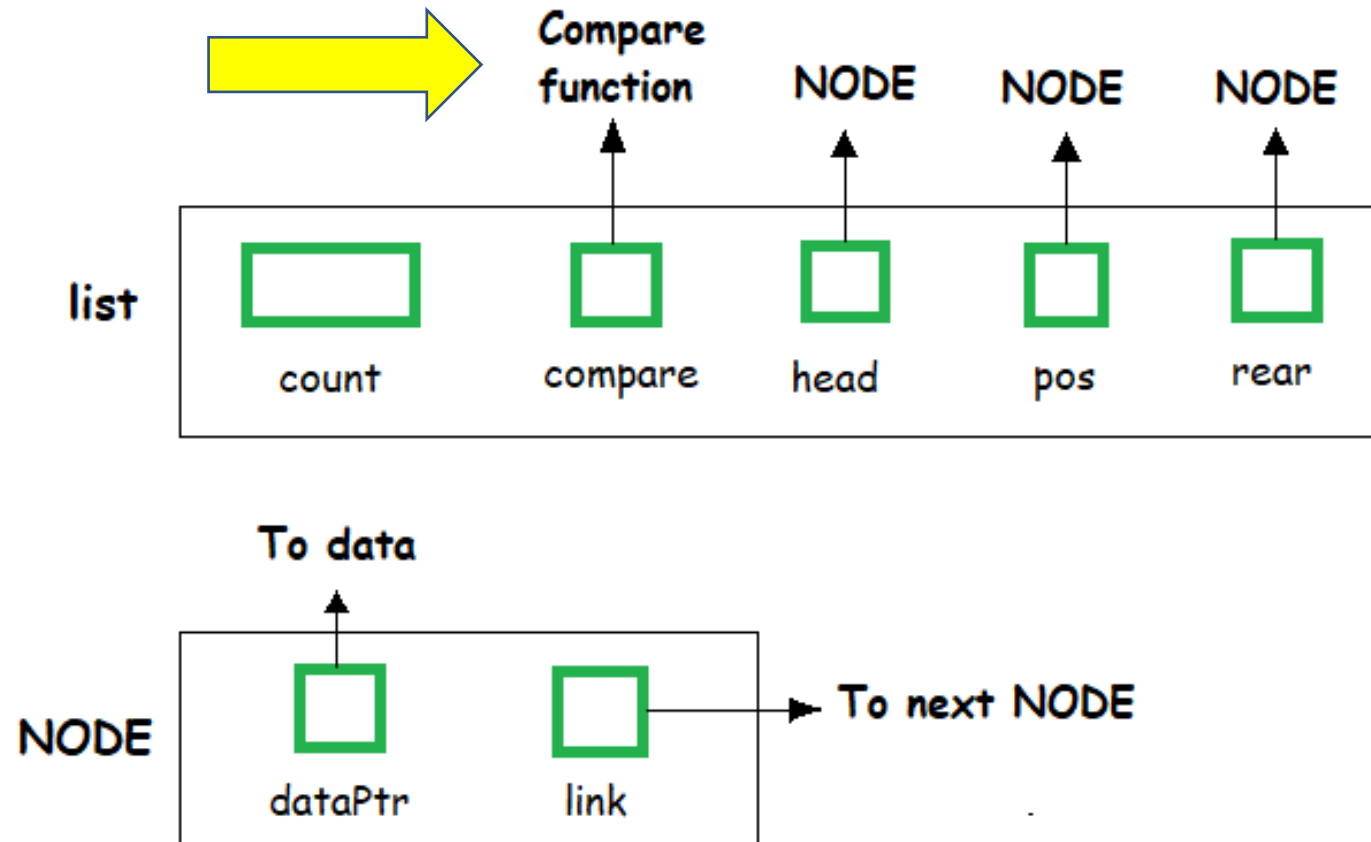 Compare
function
NODE
NODE
NODE
list
count
compare
head
pos
rear
To data
NODE
To next NODE
dataPtr
link